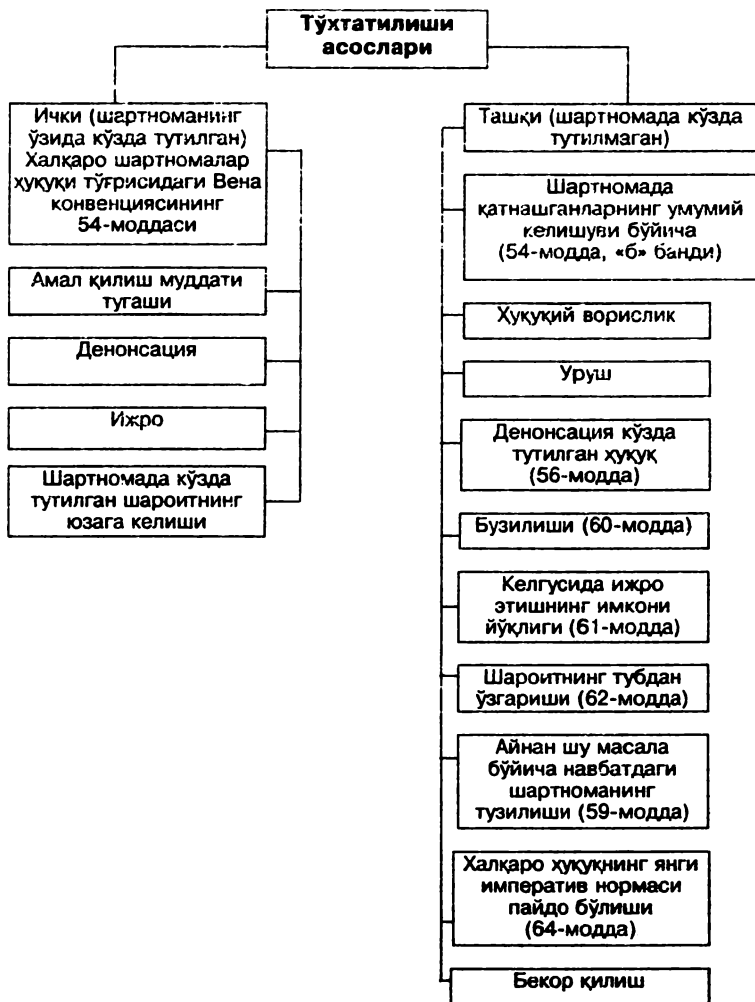 Тўхтатилиши
асослари
Ички (шартноманинг
ўзида кўзда тутилган)
Халқаро шартномалар
ҳуқуқи тўғрисидаги Вена
конвенциясининг
54-моддаси
Амал қилиш муддати
тугаши
Денонсация
Ижро
Шартномада кўзда
тутилган шароитнинг
юзага келиши
Ташқи (шартномада кўзда
тутилмаган)
Шартномада
қатнашганларнинг умумий
келишуви бўйича
(54-модда, «б» банди)
Ҳуқуқий ворислик
Уруш
Денонсация кўзда
тутилган ҳуқуқ
(56-модда)
Бузилиши (60-модда)
Келгусида ижро
этишнинг имкони
йўқлиги (61-модда)
Шароитнинг тубдан
ўзгариши (62-модда)
Айнан шу масала
бўйича навбатдаги
шартноманинг
тузилиши (59-модда)
Халқаро ҳуқуқнинг янги
императив нормаси
пайдо бўлиши
(64-модда)
Бекор қилиш